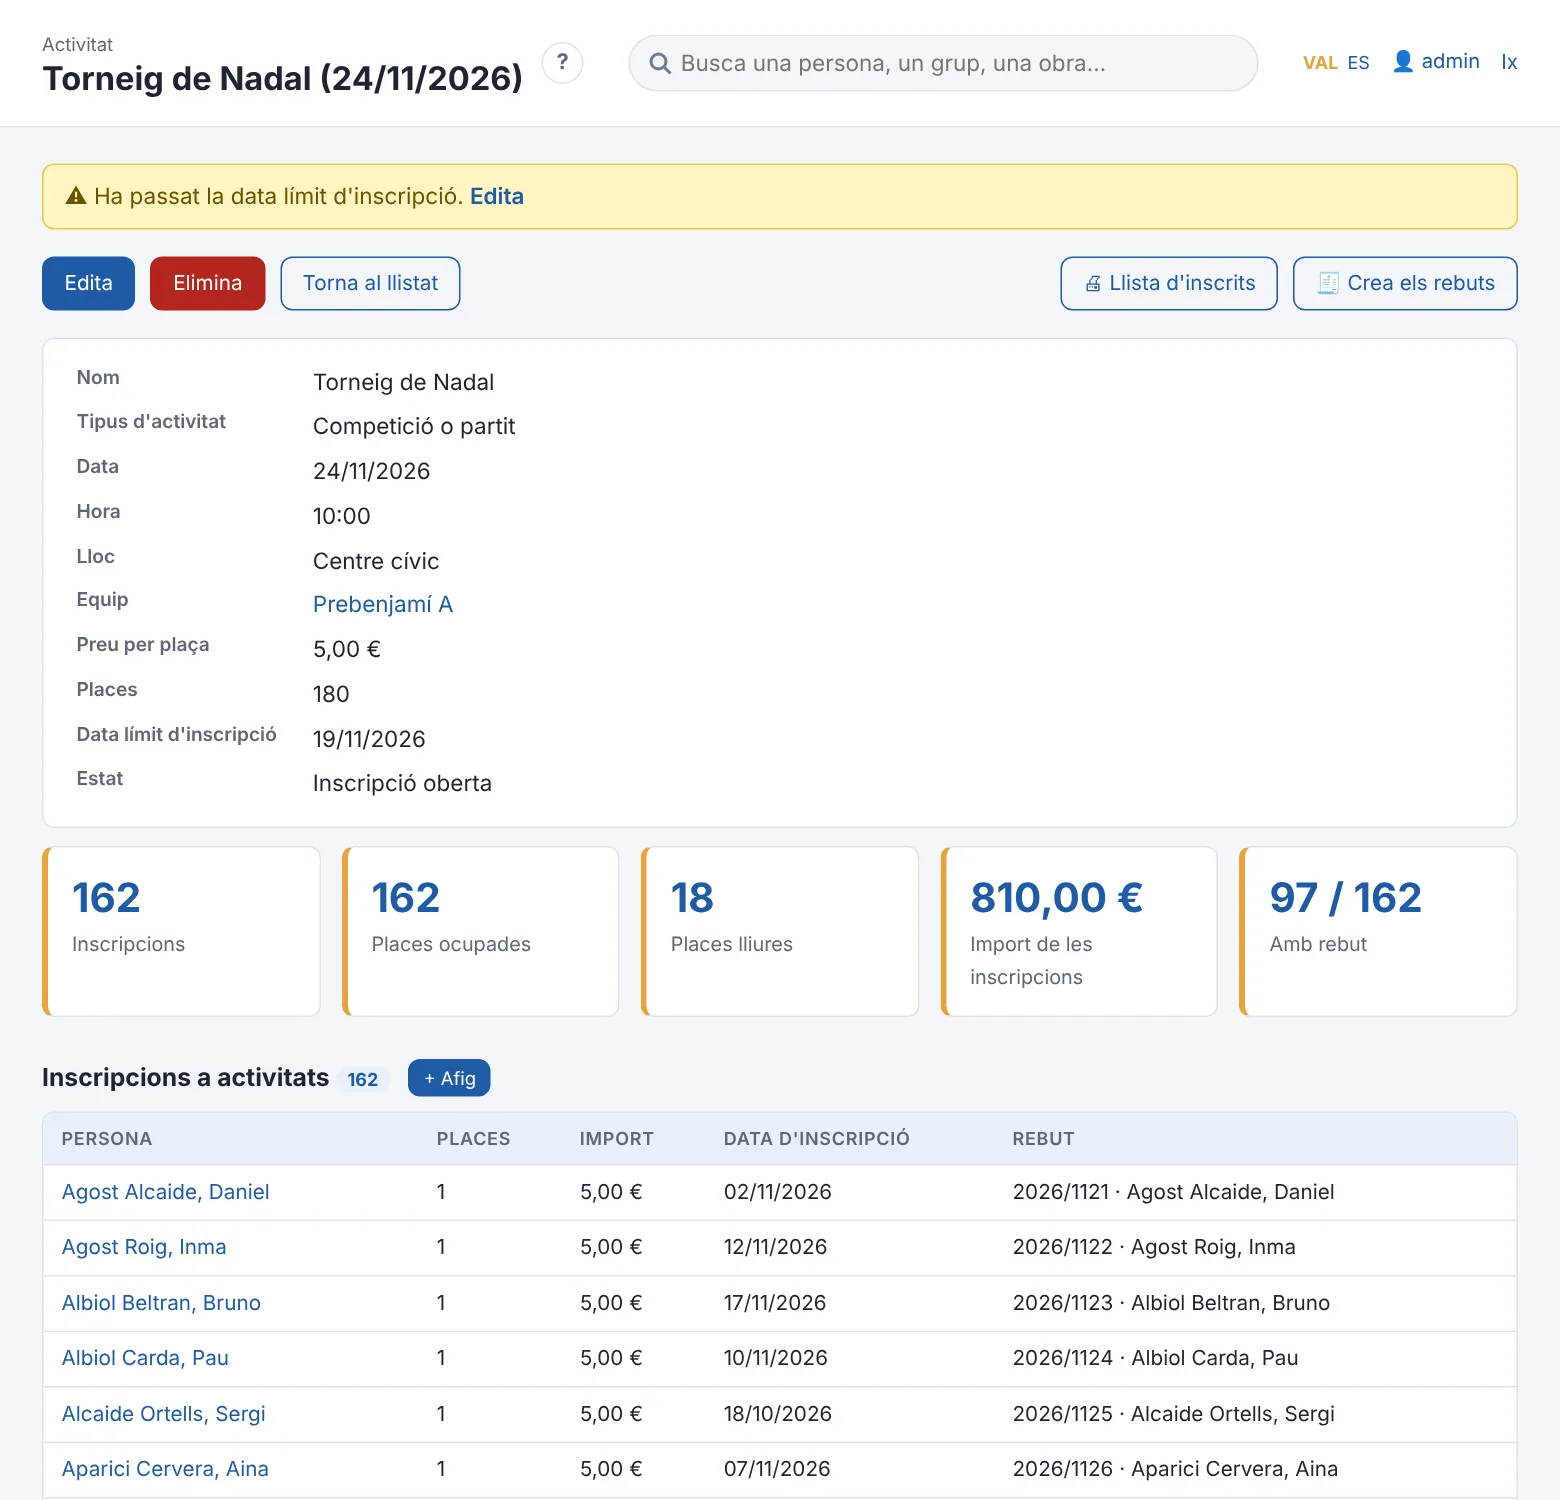 Activitat
Torneig de Nadal (24/11/2026)
?
Busca una persona, un grup, una obra...
VAL ES
admin
Ix
Ha passat la data límit d'inscripció. Edita
Edita
Elimina
Torna al llistat
Llista d'inscrits
Crea els rebuts
Nom Torneig de Nadal
Tipus d'activitat Competició o partit
Data 24/11/2026
Hora 10:00
Lloc Centre cívic
Equip Prebenjamí A
Preu per plaça 5,00 €
Places 180
Data límit d'inscripció 19/11/2026
Estat Inscripció oberta
162
Inscripcions
162
Places ocupades
18
Places lliures
810,00 €
Import de les
inscripcions
97 / 162
Amb rebut
Inscripcions a activitats 162 + Afig
PERSONA PLACES IMPORT DATA D'INSCRIPCIÓ REBUT
Agost Alcaide, Daniel 1 5,00 € 02/11/2026 2026/1121 · Agost Alcaide, Daniel
Agost Roig, Inma 1 5,00 € 12/11/2026 2026/1122 · Agost Roig, Inma
Albiol Beltran, Bruno 1 5,00 € 17/11/2026 2026/1123 · Albiol Beltran, Bruno
Albiol Carda, Pau 1 5,00 € 10/11/2026 2026/1124 · Albiol Carda, Pau
Alcaide Ortells, Sergi 1 5,00 € 18/10/2026 2026/1125 · Alcaide Ortells, Sergi
Aparici Cervera, Aina 1 5,00 € 07/11/2026 2026/1126 · Aparici Cervera, Aina